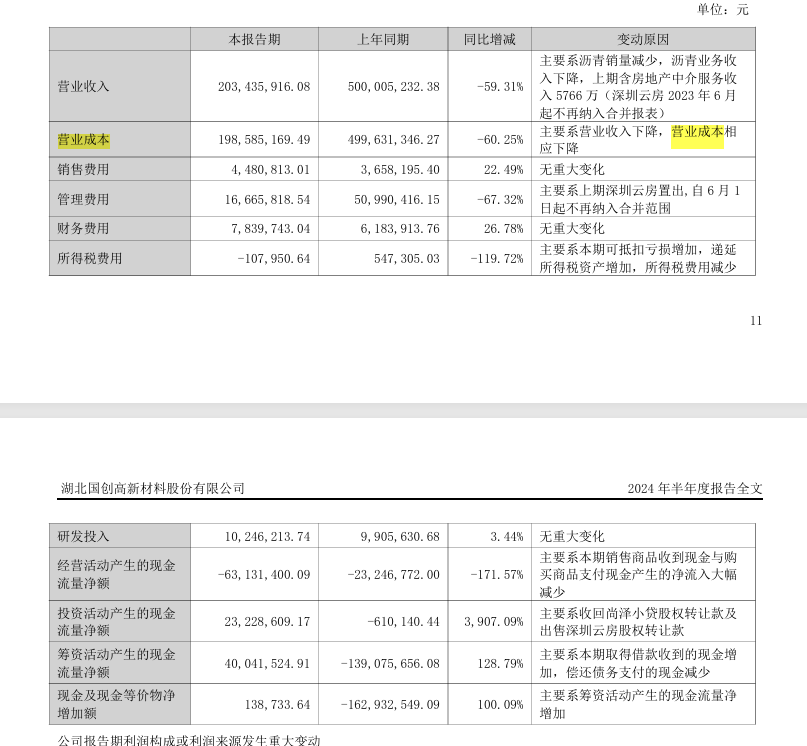 单位：元
本报告期 上年同期 同比增减 变动原因
营业收入 203,435,916.08 500,005,232.38 -59.31% 主要系沥青销量减少，沥青业务收
入下降，上期含房地产中介服务收
入 5766 万（深圳云房 2023 年 6 月
起不再纳入合并报表）
营业成本 198,585,169.49 499,631,346.27 -60.25% 主要系营业收入下降，营业成本相
应下降
销售费用 4,480,813.01 3,658,195.40 22.49% 无重大变化
管理费用 16,665,818.54 50,990,416.15 -67.32% 主要系上期深圳云房置出,自 6 月 1
日起不再纳入合并范围
财务费用 7,839,743.04 6,183,913.76 26.78% 无重大变化
所得税费用 -107,950.64 547,305.03 -119.72% 主要系本期可抵扣亏损增加，递延
所得税资产增加，所得税费用减少
11
湖北国创高新材料股份有限公司 2024 年半年度报告全文
研发投入 10,246,213.74 9,905,630.68 3.44% 无重大变化
经营活动产生的现金
流量净额 -63,131,400.09 -23,246,772.00 -171.57% 主要系本期销售商品收到现金与购
买商品支付现金产生的净流入大幅
减少
投资活动产生的现金
流量净额 23,228,609.17 -610,140.44 3,907.09% 主要系收回尚泽小贷股权转让款及
出售深圳云房股权转让款
筹资活动产生的现金
流量净额 40,041,524.91 -139,075,656.08 128.79% 主要系本期取得借款收到的现金增
加，偿还债务支付的现金减少
现金及现金等价物净
增加额 138,733.64 -162,932,549.09 100.09% 主要系筹资活动产生的现金流量净
增加
公司报告期利润构成或利润来源发生重大变动